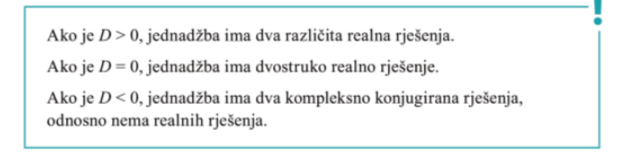 !
Ako je D > 0, jednadžba ima dva različita realna rješenja.
Ako je D = 0, jednadžba ima dvostruko realno rješenje.
Ako je D < 0, jednadžba ima dva kompleksno konjugirana rješenja,
odnosno nema realnih rješenja.